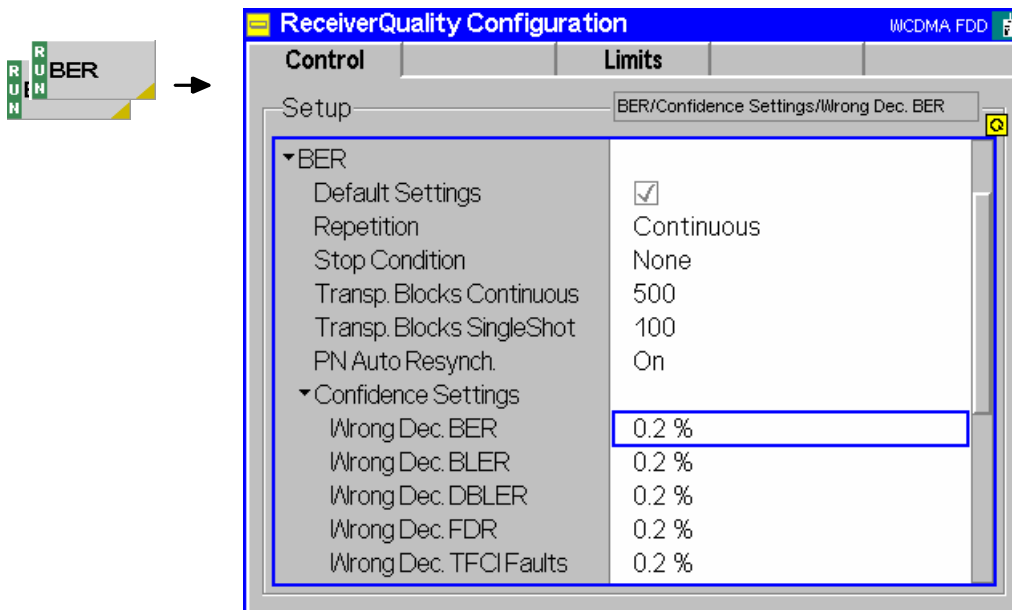 RUN BER
RUN
ReceiverQuality Configuration WCDMA FDD
Control Limits
Setup BER/Confidence Settings/Wrong Dec. BER
BER
Default Settings
Repetition Continuous
Stop Condition None
Transp. Blocks Continuous 500
Transp. Blocks SingleShot 100
PN Auto Resynch. On
Confidence Settings
Wrong Dec. BER 0.2 %
Wrong Dec. BLER 0.2 %
Wrong Dec. DBLER 0.2 %
Wrong Dec. FDR 0.2 %
Wrong Dec. TFCI Faults 0.2 %